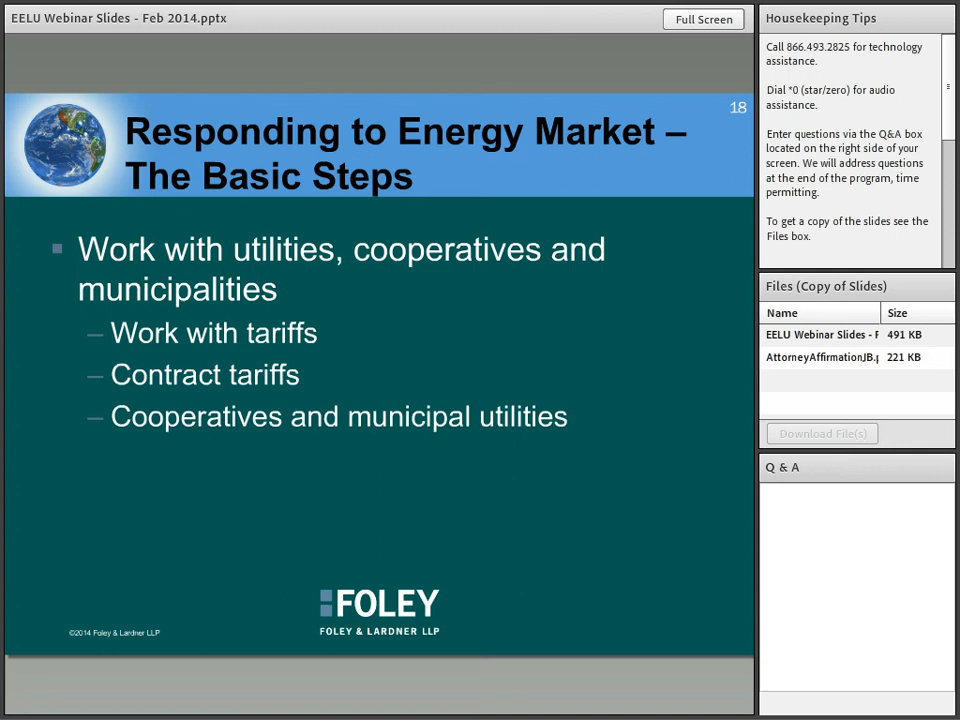 EELU Webinar Slides - Feb 2014.pptx
Full Screen
18
Responding to Energy Market –
The Basic Steps
Work with utilities, cooperatives and
municipalities
– Work with tariffs
– Contract tariffs
– Cooperatives and municipal utilities
FOLEY
FOLEY & LARDNER LLP
©2014 Foley & Lardner LLP
Housekeeping Tips
Call 866.493.2825 for technology
assistance.
Dial *0 (star/zero) for audio
assistance.
Enter questions via the Q&A box
located on the right side of your
screen. We will address questions
at the end of the program, time
permitting.
To get a copy of the slides see the
Files box.
Files (Copy of Slides)
Name Size
EELU Webinar Slides - F 491 KB
AttorneyAffirmationJB.p 221 KB
Download File(s)
Q & A